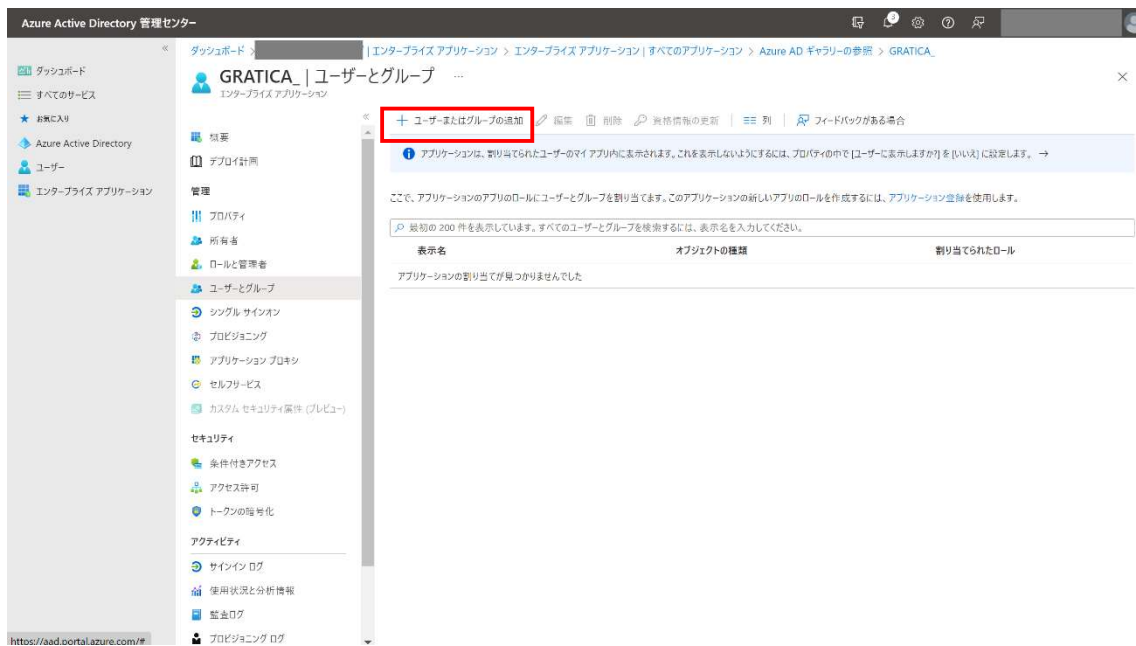 Azure Active Directory 管理センター
3
ダッシュボード > | エンタープライズ アプリケーション > エンタープライズ アプリケーション | すべてのアプリケーション > Azure AD ギャラリーの参照 > GRATICA_
ダッシュボード
すべてのサービス
お気に入り
Azure Active Directory
ユーザー
エンタープライズ アプリケーション
GRATICA_ | ユーザーとグループ ...
エンタープライズ アプリケーション
概要
デプロイ計画
管理
プロパティ
所有者
ロールと管理者
ユーザーとグループ
シングル サインオン
プロビジョニング
アプリケーション プロキシ
セルフサービス
カスタム セキュリティ属性 (プレビュー)
セキュリティ
条件付きアクセス
アクセス許可
トークンの暗号化
アクティビティ
サインイン ログ
使用状況と分析情報
監査ログ
プロビジョニング ログ
+ ユーザーまたはグループの追加 編集 削除 資格情報の更新 | 列 | フィードバックがある場合
アプリケーションは、割り当てられたユーザーのマイ アプリ内に表示されます。これを表示しないようにするには、プロパティの中で [ユーザーに表示しますか?] を [いいえ] に設定します。 →
ここで、アプリケーションのアプリのロールにユーザーとグループを割り当てます。このアプリケーションの新しいアプリのロールを作成するには、アプリケーション登録を使用します。
最初の 200 件を表示しています。すべてのユーザーとグループを検索するには、表示名を入力してください。
表示名 オブジェクトの種類 割り当てられたロール
アプリケーションの割り当てが見つかりませんでした
https://aad.portal.azure.com/#